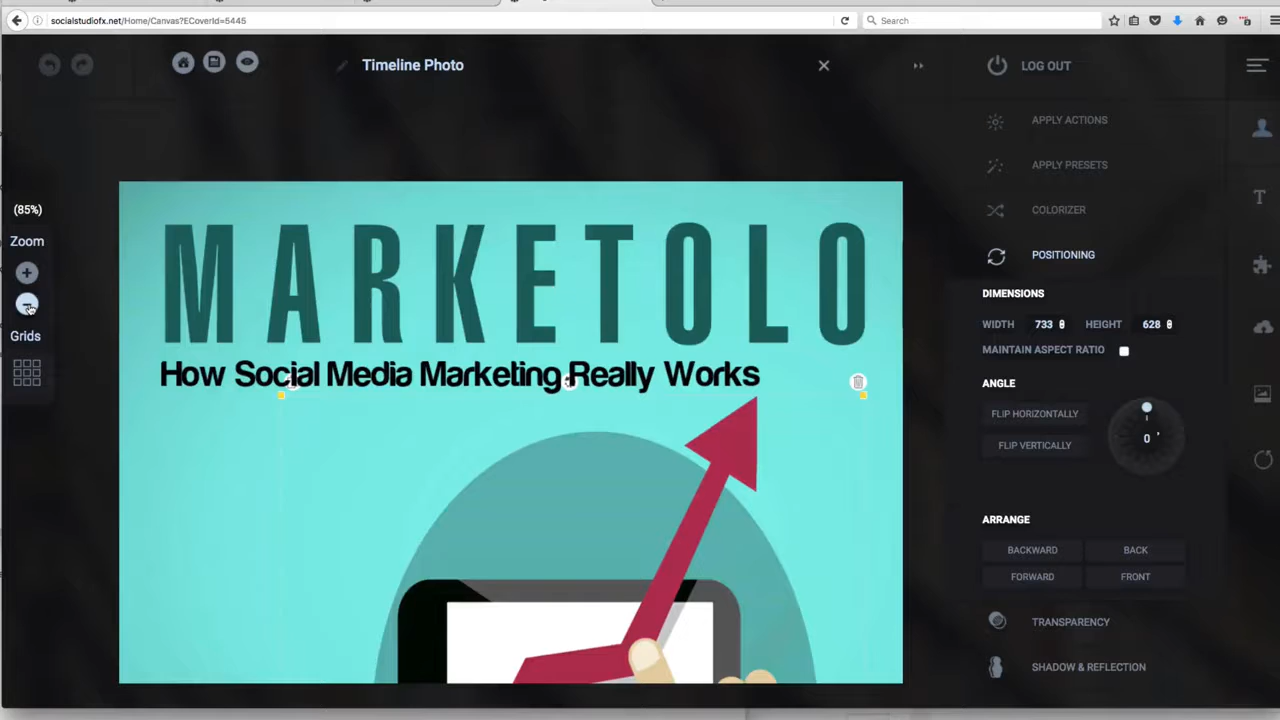 socialstudiofx.net/Home/Canvas?ECoverId=5445
Search
Timeline Photo
LOG OUT
(85%)
Zoom
Grids
MARKETOLO
How Social Media Marketing Really Works
APPLY ACTIONS
APPLY PRESETS
COLORIZER
POSITIONING
DIMENSIONS
WIDTH 733 HEIGHT 628
MAINTAIN ASPECT RATIO
ANGLE
FLIP HORIZONTALLY
0 °
FLIP VERTICALLY
ARRANGE
BACKWARD BACK
FORWARD FRONT
TRANSPARENCY
SHADOW & REFLECTION